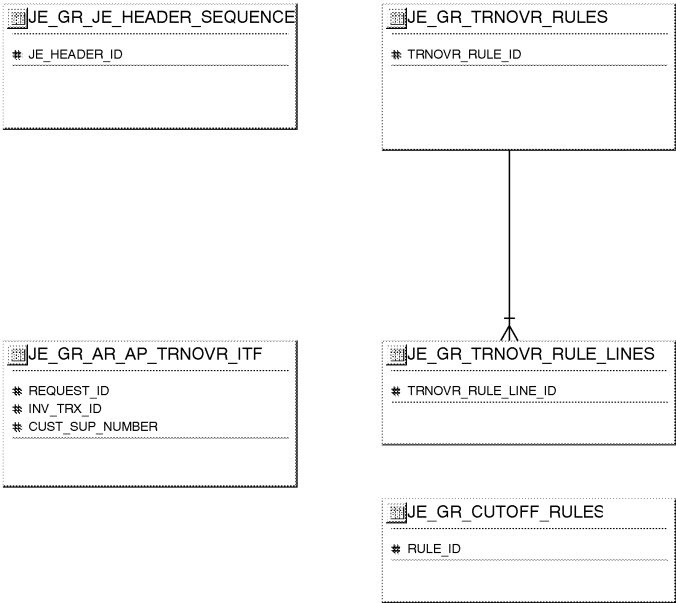 JE_GR_JE_HEADER_SEQUENCE
# JE_HEADER_ID
JE_GR_TRNOVR_RULES
# TRNOVR_RULE_ID
JE_GR_AR_AP_TRNOVR_ITF
# REQUEST_ID
# INV_TRX_ID
# CUST_SUP_NUMBER
JE_GR_TRNOVR_RULE_LINES
# TRNOVR_RULE_LINE_ID
JE_GR_CUTOFF_RULES
# RULE_ID